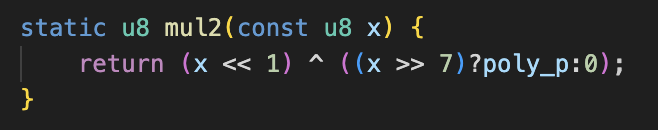 static u8 mul2(const u8 x) {
return (x << 1) ^ ((x >> 7)?poly_p:0);
}